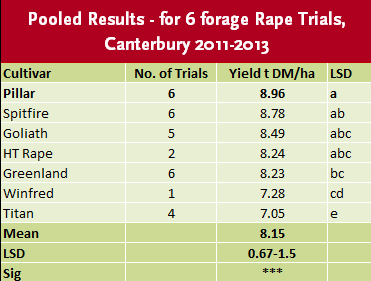 Pooled Results - for 6 forage Rape Trials,
Canterbury 2011-2013
Cultivar No. of Trials Yield t DM/ha LSD
Pillar 6 8.96 a
Spitfire 6 8.78 ab
Goliath 5 8.49 abc
HT Rape 2 8.24 abc
Greenland 6 8.23 bc
Winfred 1 7.28 cd
Titan 4 7.05 e
Mean 8.15
LSD 0.67-1.5
Sig ***